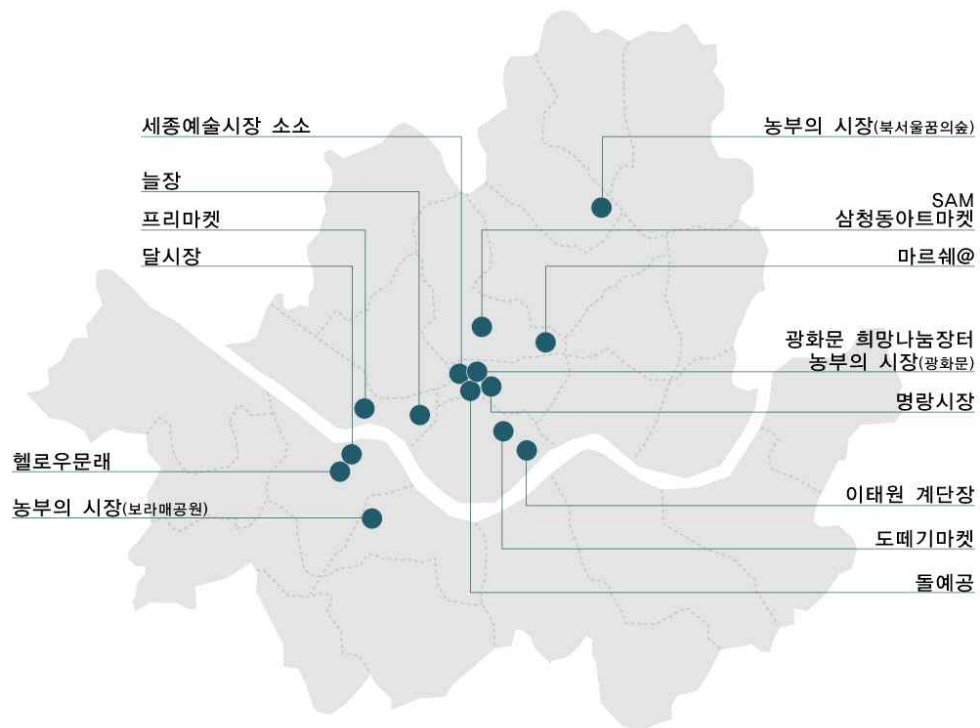 세종예술시장 소소
늘장
프리마켓
달시장
헬로우문래
농부의 시장(보라매공원)
농부의 시장(북서울꿈의숲)
SAM
삼청동아트마켓
마르쉐@
광화문 희망나눔장터
농부의 시장(광화문)
명랑시장
이태원 계단장
도떼기마켓
돌예공